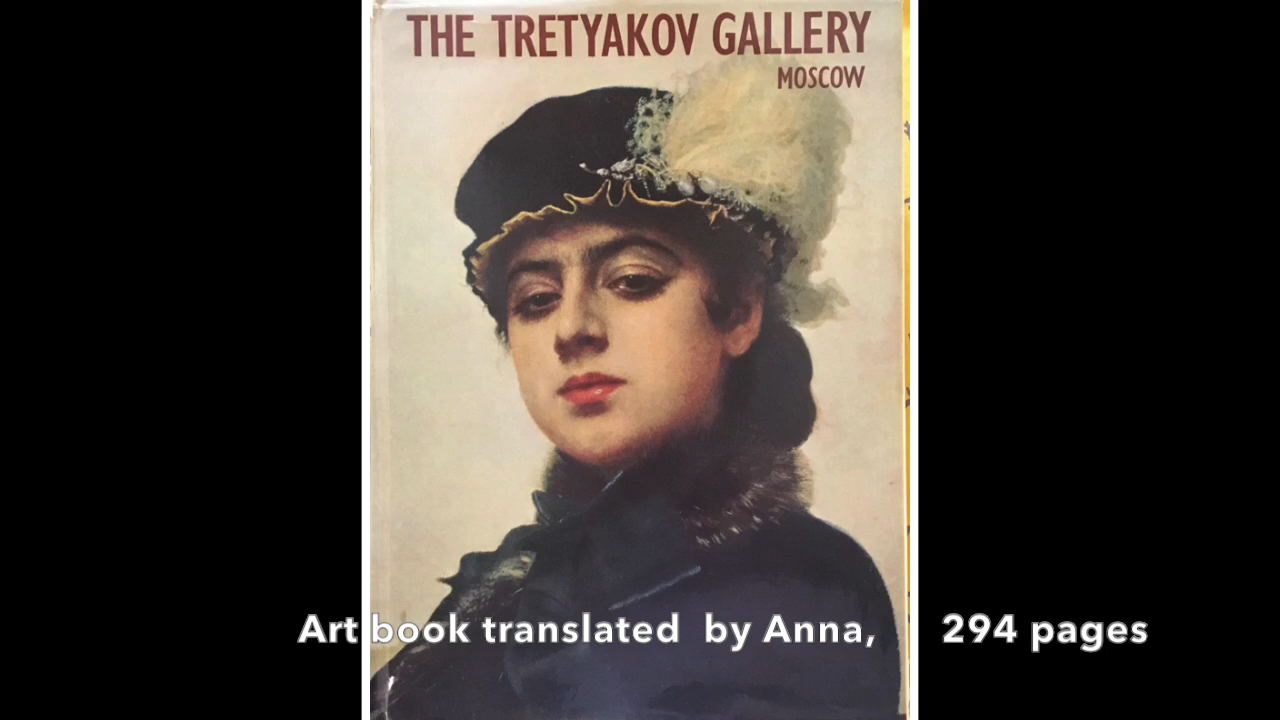 THE TRETYAKOV GALLERY
MOSCOW
Art book translated by Anna, 294 pages